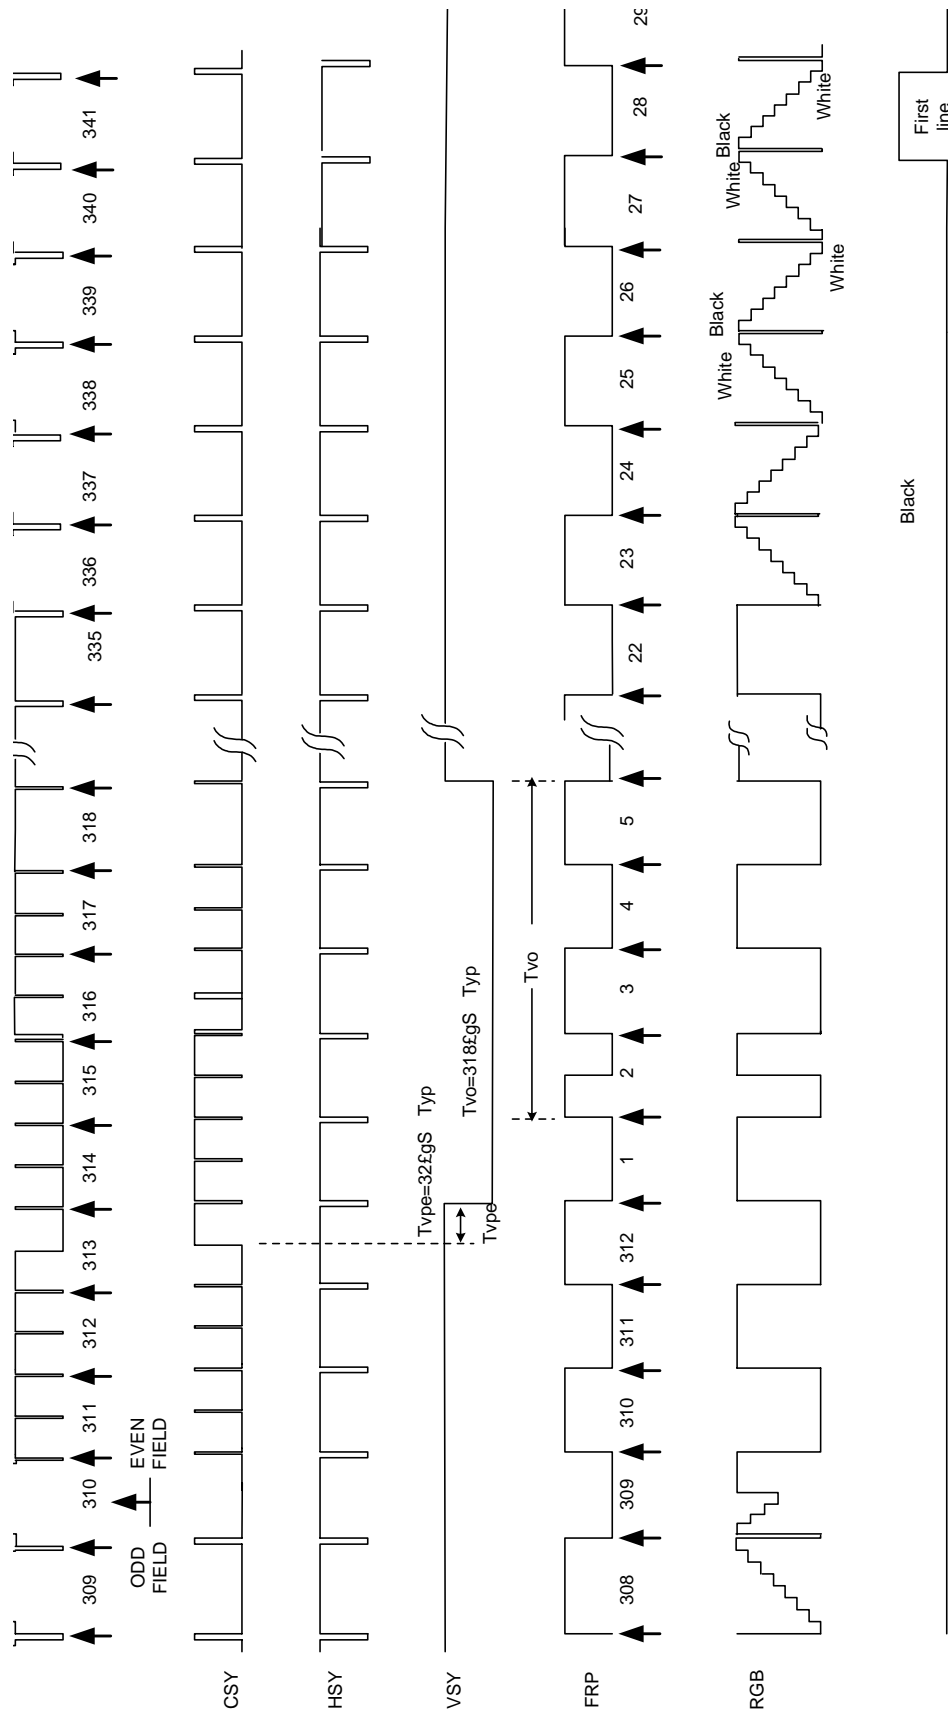 309
310
311
312
313
314
315
316
317
318
335
336
337
338
339
340
341
ODD
FIELD
EVEN
FIELD
CSY
HSY
VSY
Tvpe=32£gS Typ
Tvo=318£gS Typ
Tvpe
Tvo
FRP
308
309
310
311
312
1
2
3
4
5
22
23
24
25
26
27
28
29
RGB
White
Black
White
Black
White
White
Black
First
line